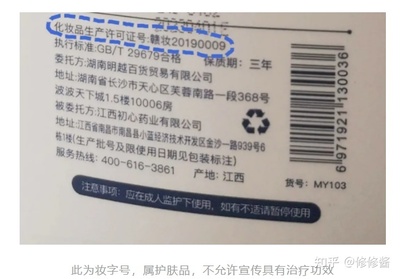 化妆品生产许可证号:赣妆20190009
执行标准:GB/T 29679合格 保质期:三年
委托方:湖南明越百货贸易有限公司
地址:湖南省长沙市天心区芙蓉南路一段368号
波波天下城1.5楼10006房
受托方:江西初心药业有限公司
地址:江西省南昌市南昌县小蓝经济技术开发区金沙一路939号6
栋1楼(生产批号及限用日期见包装标注)
服务热线:400-616-3861 产地:江西
6 971921 130036
货号:MY103
注意事项:应在成人监护下使用,如有不适请暂停使用
知乎 @修修酱
此为妆字号,属护肤品,不允许宣传具有治疗功效